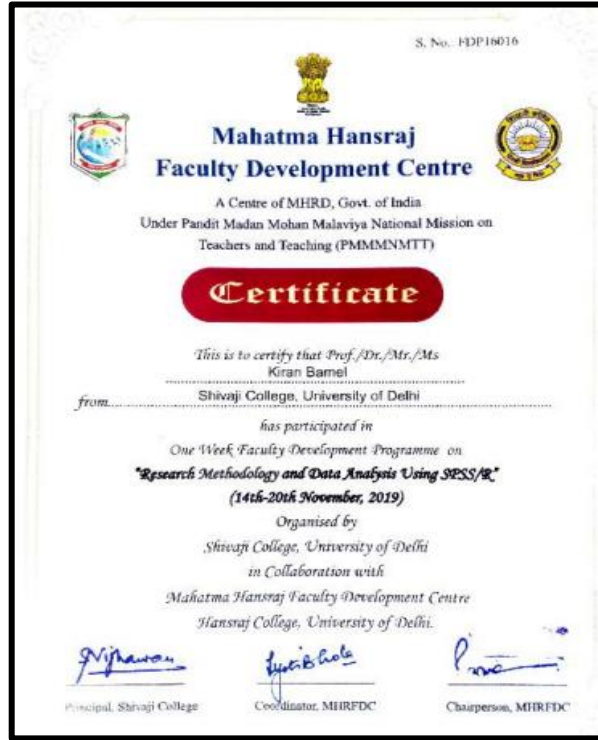 S. No. FDP16016
Mahatma Hansraj
Faculty Development Centre
A Centre of MHRD, Govt. of India
Under Pandit Madan Mohan Malaviya National Mission on
Teachers and Teaching (PMMMNMTT)
Certificate
This is to certify that Prof./Dr./Mr./Ms
Kiran Bamel
from Shivaji College, University of Delhi
has participated in
One Week Faculty Development Programme on
"Research Methodology and Data Analysis Using SPSS/R"
(14th-20th November, 2019)
Organised by
Shivaji College, University of Delhi
in Collaboration with
Mahatma Hansraj Faculty Development Centre
Hansraj College, University of Delhi.
Jyoti Bhola
Principal, Shivaji College
Coordinator, MHRFDC
Chairperson, MHRFDC